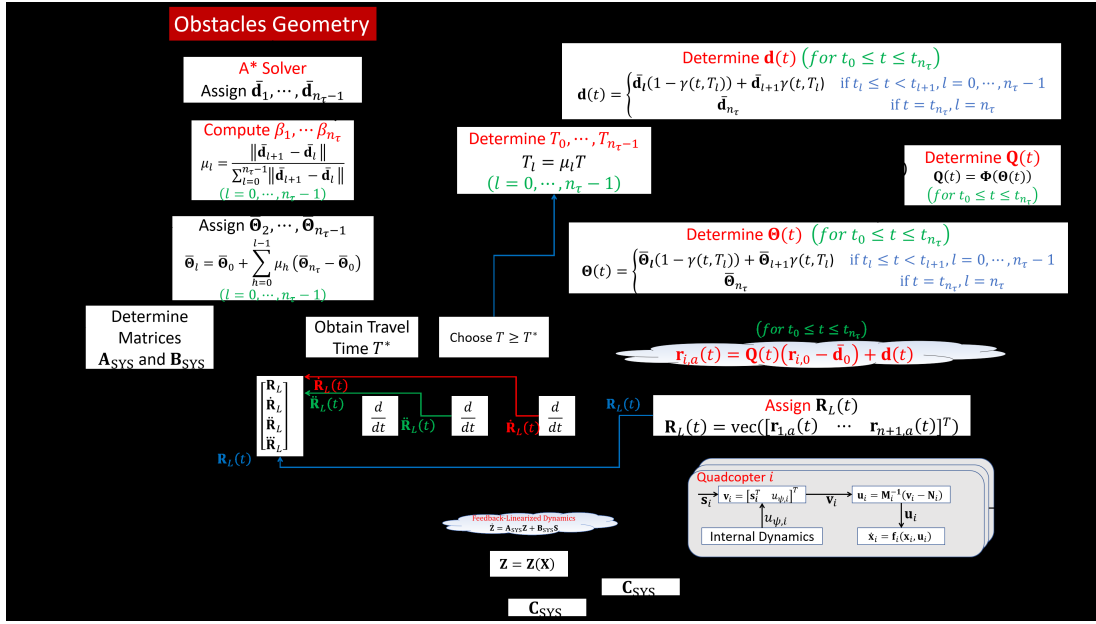 Obstacles Geometry
A* Solver
Assign d̄₁, ⋯, d̄_{n_τ−1}
Compute β₁, ⋯ β_{n_τ}
μ_l = ‖d̄_{l+1} − d̄_l‖ / ∑_{l=0}^{n_τ−1} ‖d̄_{l+1} − d̄_l‖
(l = 0, ⋯, n_τ − 1)
Assign Θ̄₂, ⋯, Θ̄_{n_τ−1}
Θ̄_l = Θ̄₀ + ∑_{h=0}^{l−1} μ_h (Θ̄_{n_τ} − Θ̄₀)
(l = 0, ⋯, n_τ − 1)
Determine
Matrices
A_SYS and B_SYS
Obtain Travel
Time T*
Choose T ≥ T*
Determine T₀, ⋯, T_{n_τ−1}
T_l = μ_l T
(l = 0, ⋯, n_τ − 1)
Determine d(t) (for t₀ ≤ t ≤ t_{n_τ})
d(t) = { d̄_l(1 − γ(t, T_l)) + d̄_{l+1}γ(t, T_l) if t_l ≤ t < t_{l+1}, l = 0, ⋯, n_τ − 1
d̄_{n_τ} if t = t_{n_τ}, l = n_τ
)
Determine Q(t)
Q(t) = Φ(Θ(t))
(for t₀ ≤ t ≤ t_{n_τ})
Determine Θ(t) (for t₀ ≤ t ≤ t_{n_τ})
Θ(t) = { Θ̄_l(1 − γ(t, T_l)) + Θ̄_{l+1}γ(t, T_l) if t_l ≤ t < t_{l+1}, l = 0, ⋯, n_τ − 1
Θ̄_{n_τ} if t = t_{n_τ}, l = n_τ
(for t₀ ≤ t ≤ t_{n_τ})
r_{i,a}(t) = Q(t)(r_{i,0} − d̄₀) + d(t)
Assign R_L(t)
R_L(t) = vec([r_{1,a}(t) ⋯ r_{n+1,a}(t)]^T)
R_L(t)
d/dt
Ṙ_L(t)
d/dt
R̈_L(t)
d/dt
Ṙ_L(t)
R̈_L(t)
[R_L
Ṙ_L
R̈_L
R⃛_L]
R_L(t)
Quadcopter i
s_i
v_i = [s_i^T u_{ψ,i}]^T
v_i
u_i = M_i^{−1}(v_i − N_i)
u_{ψ,i}
u_i
Internal Dynamics
ẋ_i = f_i(x_i, u_i)
Feedback-Linearized Dynamics
Ż = A_SYS Z + B_SYS S
Z = Z(X)
C_SYS
C_SYS